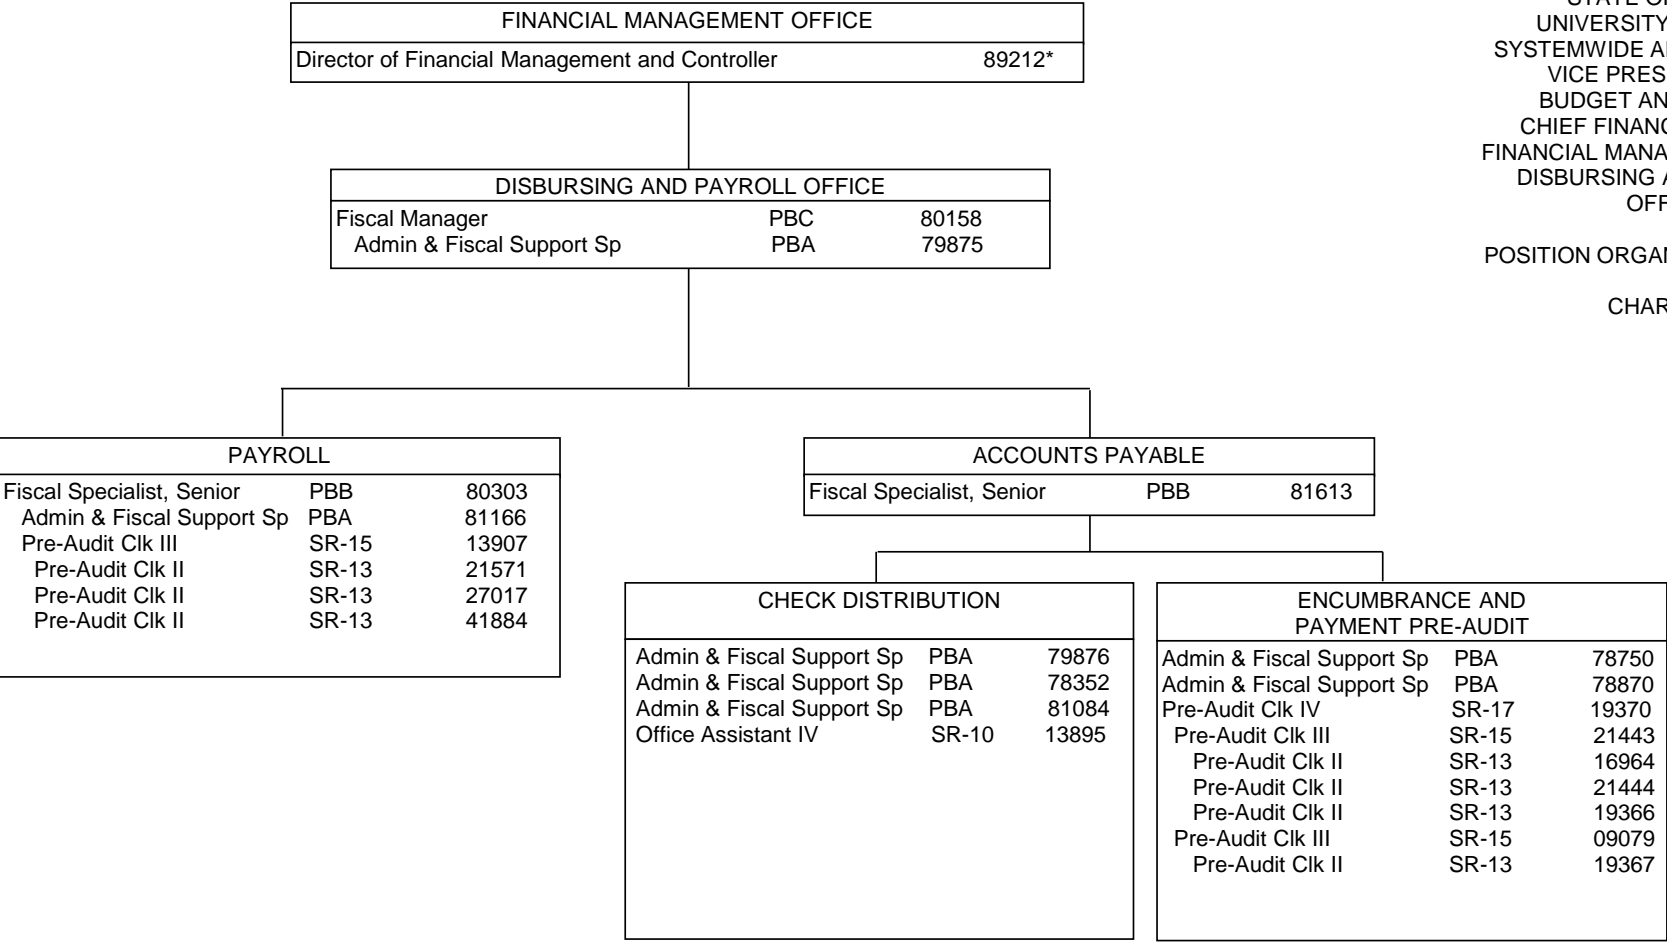 FINANCIAL MANAGEMENT OFFICE
Director of Financial Management and Controller 89212*
STATE
UNIVERSITY
SYSTEMWIDE
VICE
BUDGET
CHIEF
FINANCIAL
DISBURSING
POSITION
DISBURSING AND PAYROLL OFFICE
Fiscal Manager PBC 80158
Admin & Fiscal Support Sp PBA 79875
PAYROLL
Fiscal Specialist, Senior PBB 80303
Admin & Fiscal Support Sp PBA 81166
Pre-Audit Clk III SR-15 13907
Pre-Audit Clk II SR-13 21571
Pre-Audit Clk II SR-13 27017
Pre-Audit Clk II SR-13 41884
ACCOUNTS PAYABLE
Fiscal Specialist, Senior PBB 81613
CHECK DISTRIBUTION
Admin & Fiscal Support Sp PBA 79876
Admin & Fiscal Support Sp PBA 78352
Admin & Fiscal Support Sp PBA 81084
Office Assistant IV SR-10 13895
ENCUMBRANCE AND
PAYMENT PRE-AUDIT
Admin & Fiscal Support Sp PBA 78750
Admin & Fiscal Support Sp PBA 78870
Pre-Audit Clk IV SR-17 19370
Pre-Audit Clk III SR-15 21443
Pre-Audit Clk II SR-13 16964
Pre-Audit Clk II SR-13 21444
Pre-Audit Clk II SR-13 19366
Pre-Audit Clk III SR-15 09079
Pre-Audit Clk II SR-13 19367